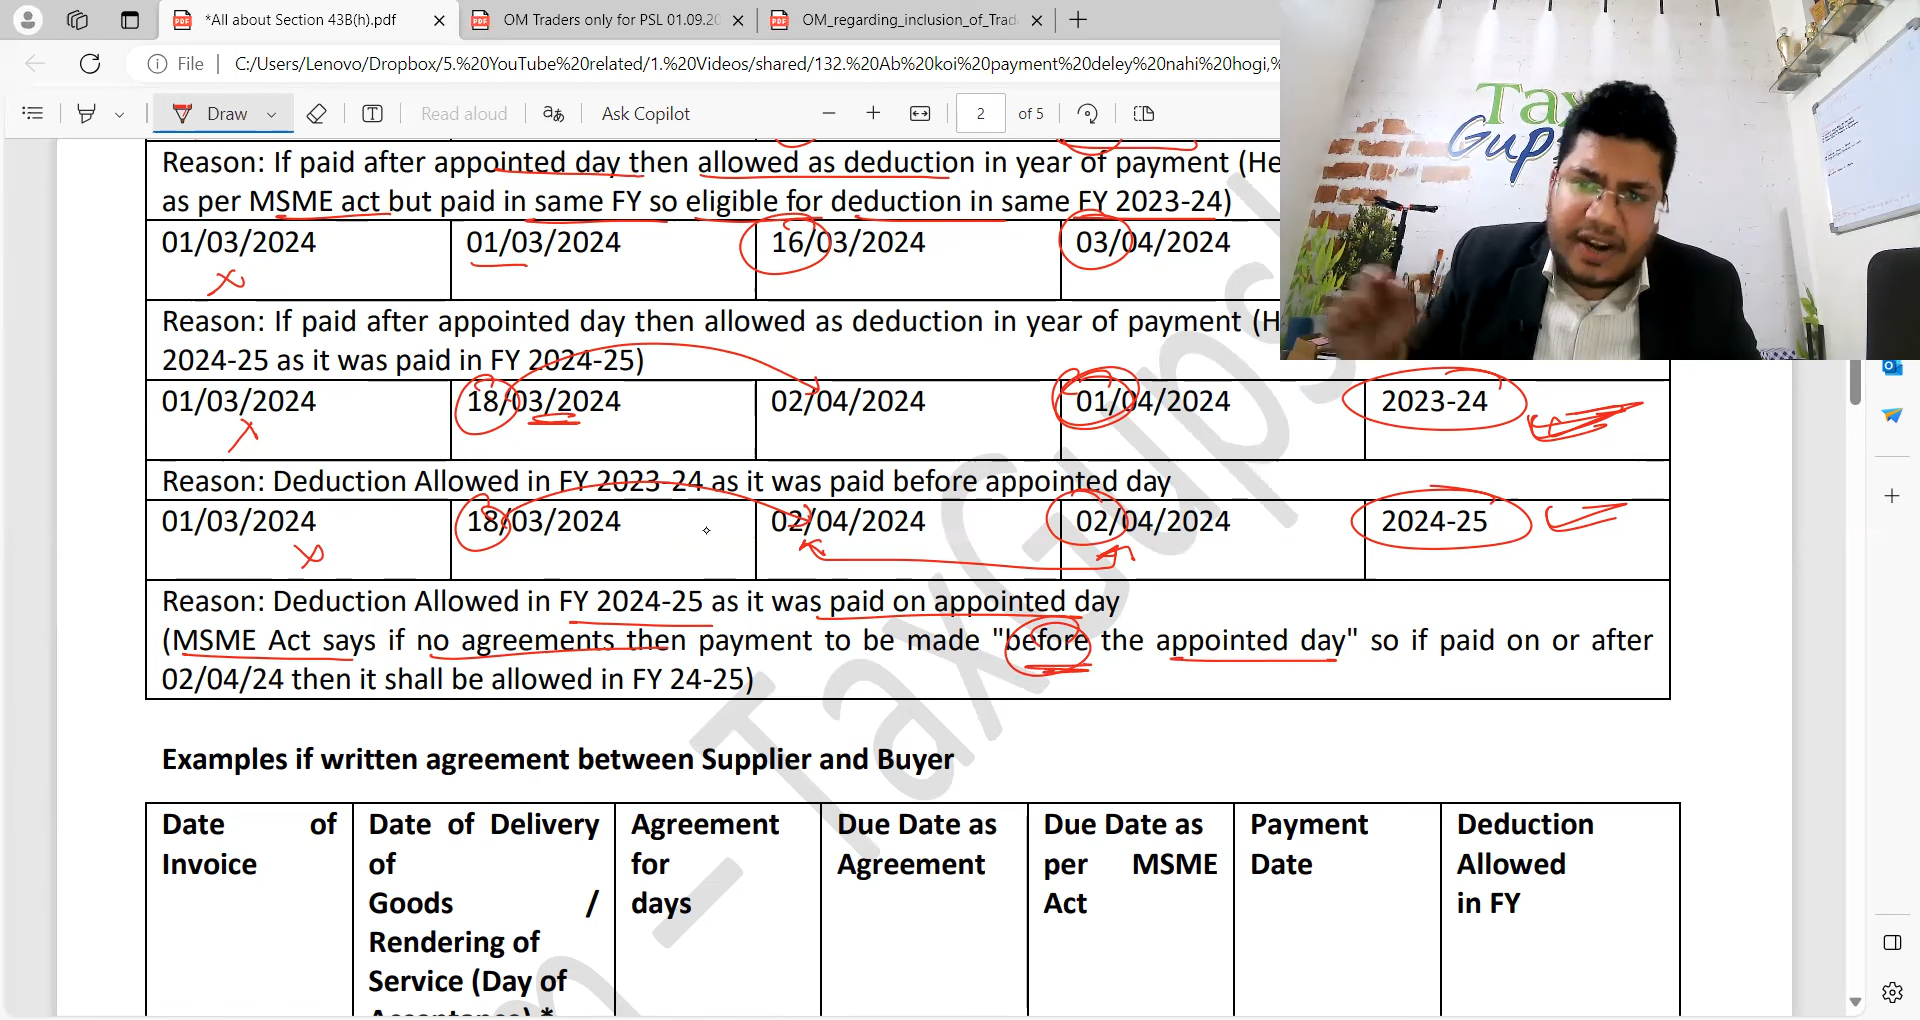 *All about Section 43B(h).pdf
OM Traders only for PSL 01.09.20
OM_regarding_inclusion_of_Trad
File
C:/Users/Lenovo/Dropbox/5.%20YouTube%20related/1.%20Videos/shared/132.%20Ab%20koi%20payment%20deley%20nahi%20hogi,%
Draw
Read aloud
Ask Copilot
2 of 5
Tax
Gup
Reason: If paid after appointed day then allowed as deduction in year of payment (He
as per MSME act but paid in same FY so eligible for deduction in same FY 2023-24)
01/03/2024 01/03/2024 16/03/2024 03/04/2024
Reason: If paid after appointed day then allowed as deduction in year of payment (H
2024-25 as it was paid in FY 2024-25)
01/03/2024 18/03/2024 02/04/2024 01/04/2024 2023-24
Reason: Deduction Allowed in FY 2023-24 as it was paid before appointed day
01/03/2024 18/03/2024 02/04/2024 02/04/2024 2024-25
Reason: Deduction Allowed in FY 2024-25 as it was paid on appointed day
(MSME Act says if no agreements then payment to be made "before the appointed day" so if paid on or after
02/04/24 then it shall be allowed in FY 24-25)
Examples if written agreement between Supplier and Buyer
Date of
Invoice
Date of Delivery
of
Goods /
Rendering of
Service (Day of
Acceptance) *
Agreement
for
days
Due Date as
Agreement
Due Date as
per MSME
Act
Payment
Date
Deduction
Allowed
in FY